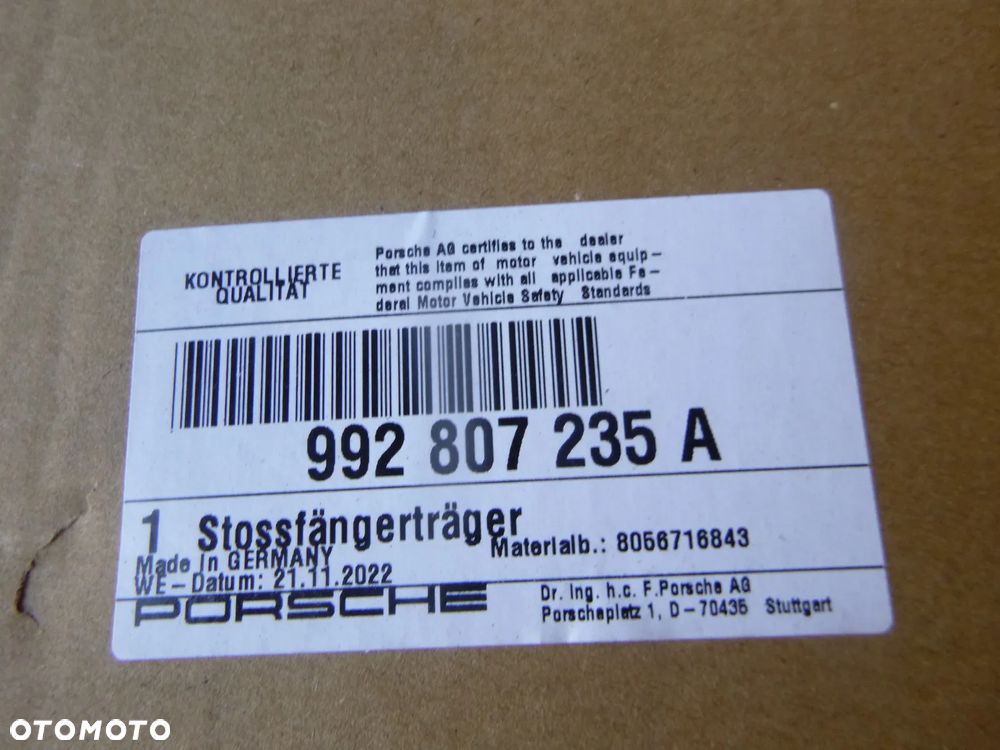 KONTROLLIERTE
QUALITÄT
Porsche AG certifies to the dealer
that this item of motor vehicle equip-
ment complies with all applicable Fe-
deral Motor Vehicle Safety Standards
992 807 235 A
1 Stossfängerträger
Materialb.: 8056716843
Made in GERMANY
WE-Datum: 21.11.2022
PORSCHE
Dr. Ing. h.c. F.Porsche AG
Porscheplatz 1, D-70435 Stuttgart
OTOMOTO